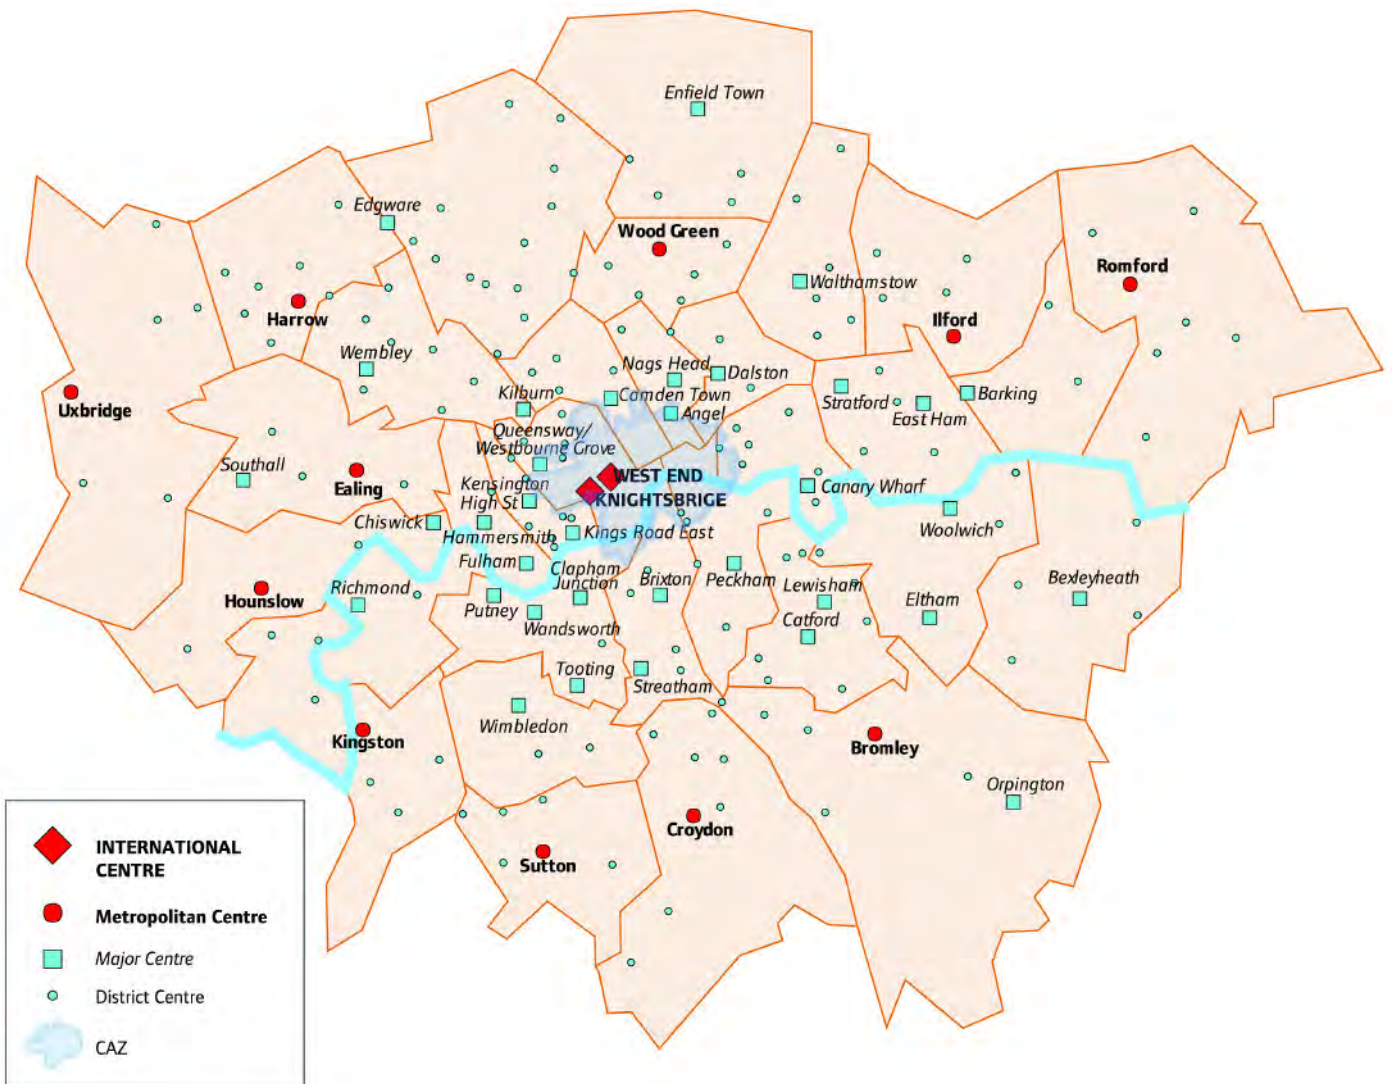 Enfield Town
Edgware
Wood Green
Walthamstow
Romford
Harrow
Ilford
Wembley
Nags Head
Dalston
Uxbridge
Kilburn
Camden Town
Stratford
Barking
Angel
East Ham
Queensway/
Westbourne Grove
Southall
Ealing
WEST END
KNIGHTSBRIGE
Kensington
High St
Canary Wharf
Chiswick
Hammersmith
Kings Road East
Woolwich
Fulham
Clapham
Junction
Brixton
Peckham
Lewisham
Bexleyheath
Hounslow
Richmond
Putney
Wandsworth
Catford
Eltham
Tooting
Streatham
Wimbledon
Kingston
Bromley
Orpington
Croydon
Sutton
INTERNATIONAL
CENTRE
Metropolitan Centre
Major Centre
District Centre
CAZ